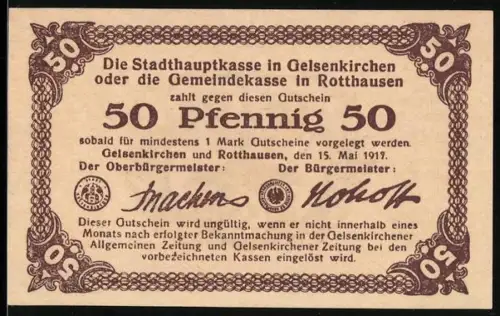 50 50
Die Stadthauptkasse in Gelsenkirchen
oder die Gemeindekasse in Rotthausen
zahlt gegen diesen Gutschein
50 Pfennig 50
sobald für mindestens 1 Mark Gutscheine vorgelegt werden.
Gelsenkirchen und Rotthausen, den 15. Mai 1917.
Der Oberbürgermeister: Der Bürgermeister:
Machens Hohoff
Dieser Gutschein wird ungültig, wenn er nicht innerhalb eines
Monats nach erfolgter Bekanntmachung in der Gelsenkirchener
Allgemeinen Zeitung und Gelsenkirchener Zeitung bei den
vorbezeichneten Kassen eingelöst wird.
50 50